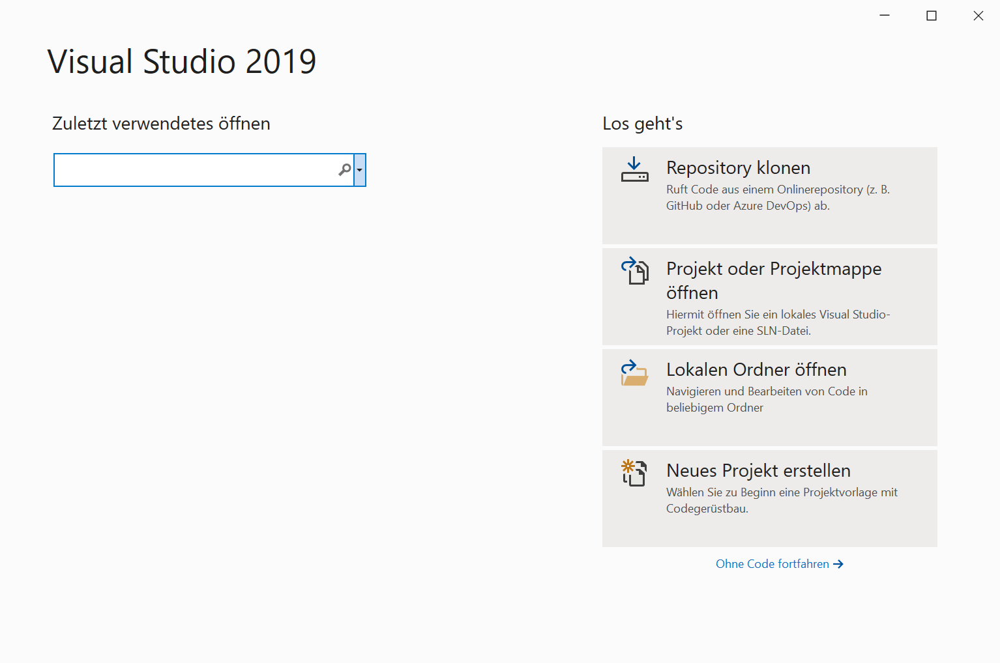 Visual Studio 2019
Zuletzt verwendetes öffnen
Los geht's
Repository klonen
Ruft Code aus einem Onlinerepository (z. B.
GitHub oder Azure DevOps) ab.
Projekt oder Projektmappe
öffnen
Hiermit öffnen Sie ein lokales Visual Studio-
Projekt oder eine SLN-Datei.
Lokalen Ordner öffnen
Navigieren und Bearbeiten von Code in
beliebigem Ordner
Neues Projekt erstellen
Wählen Sie zu Beginn eine Projektvorlage mit
Codegerüstbau.
Ohne Code fortfahren